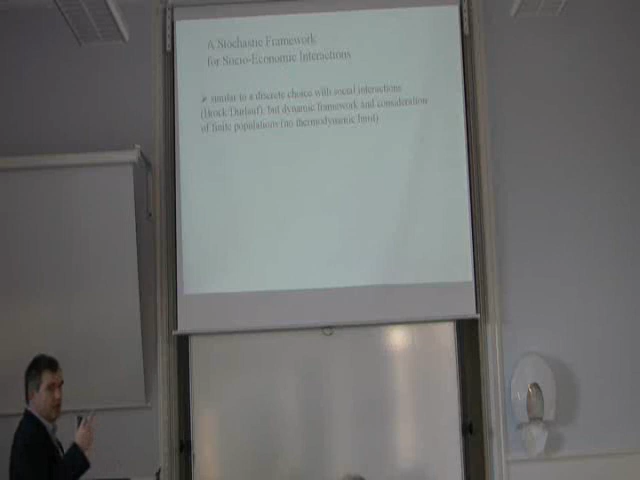 A Stochastic Framework
for Socio-Economic Interactions
➢ similar to a discrete choice with social interactions
(Brock/Durlauf): but dynamic framework and consideration
of finite populations (no thermodynamic limit)